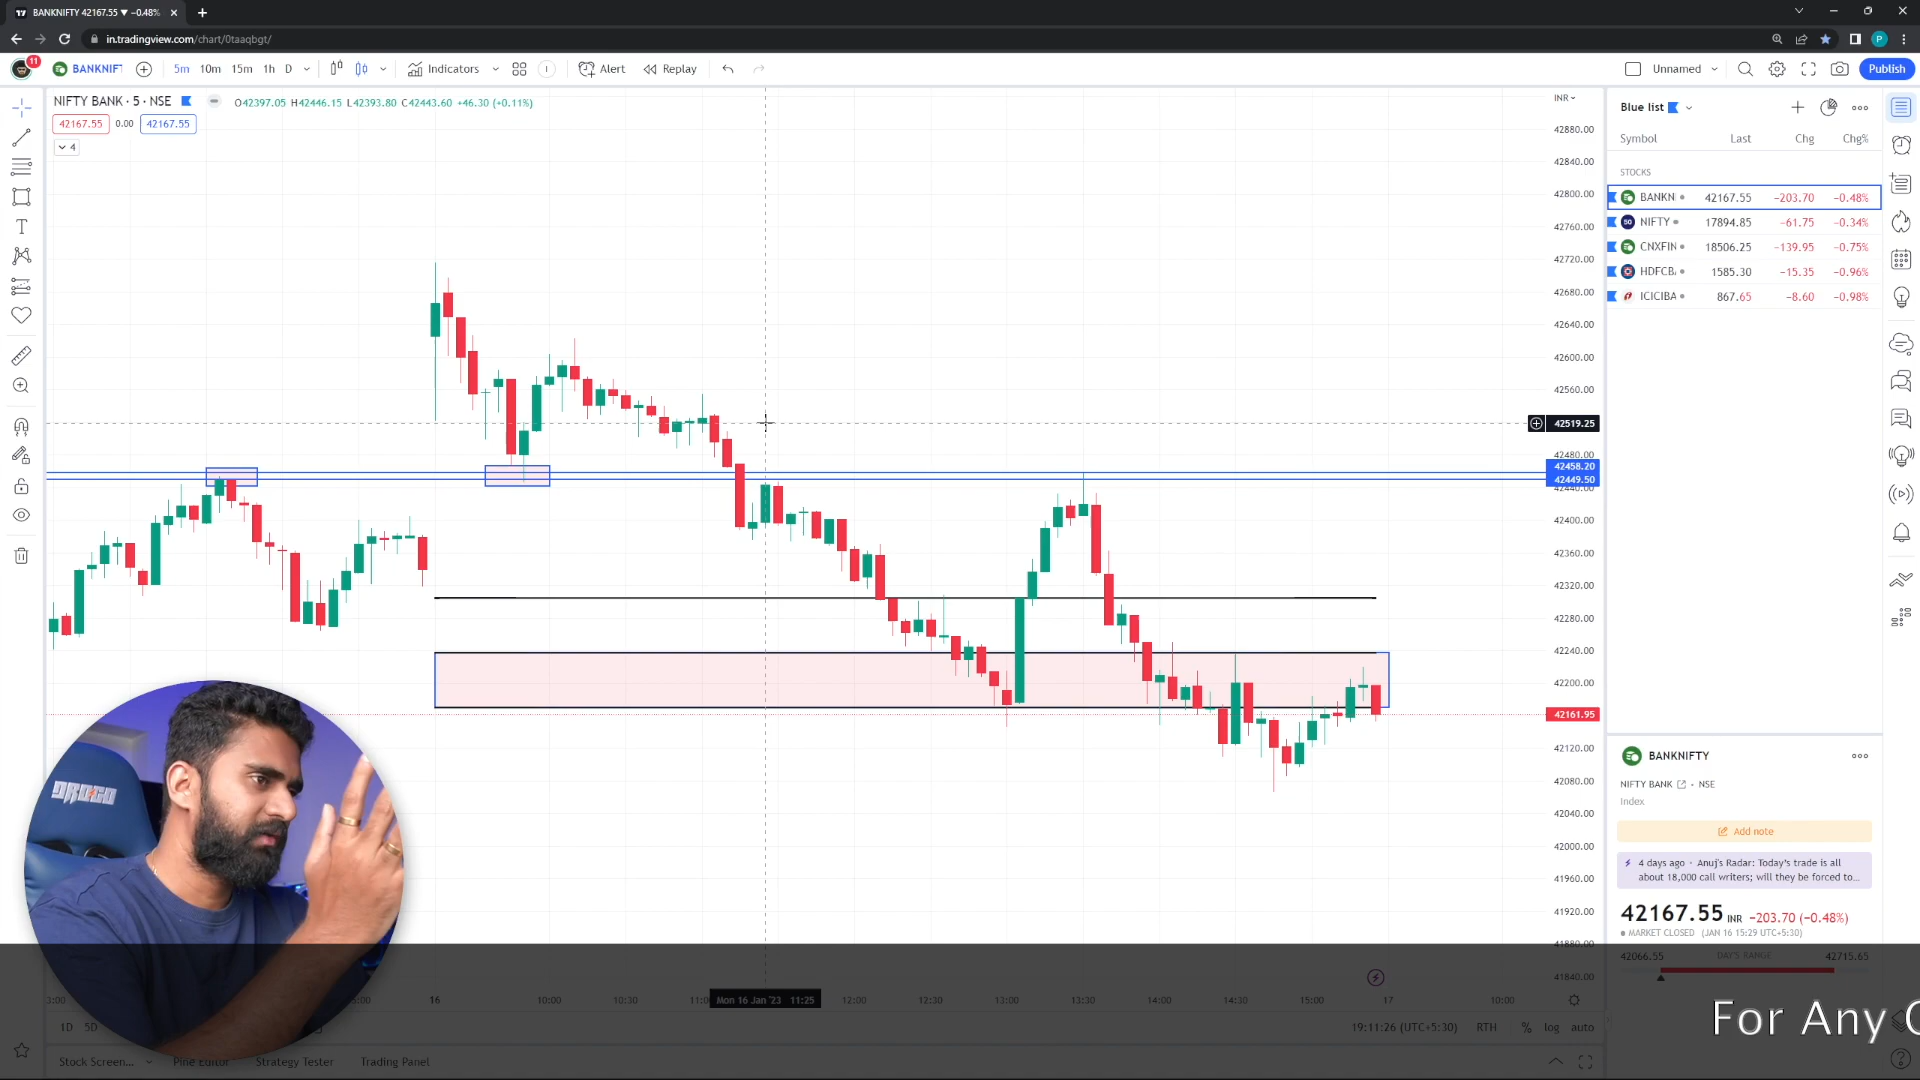 BANKNIFTY 42167.55 ▼ −0.48%
in.tradingview.com/chart/0taaqbgt/
11
BANKNIFT
5m 10m 15m 1h D
Indicators
Alert
Replay
Unnamed
Publish
NIFTY BANK · 5 · NSE
O42397.05 H42446.15 L42393.80 C42443.60 +46.30 (+0.11%)
42167.55 0.00 42167.55
4
INR
42880.00
42840.00
42800.00
42760.00
42720.00
42680.00
42640.00
42600.00
42560.00
42519.25
42480.00
42458.20
42449.50
42440.00
42400.00
42360.00
42320.00
42280.00
42240.00
42200.00
42161.95
42120.00
42080.00
42040.00
42000.00
41960.00
41920.00
41880.00
41840.00
Blue list
Symbol Last Chg Chg%
STOCKS
BANKN 42167.55 −203.70 −0.48%
50 NIFTY 17894.85 −61.75 −0.34%
CNXFIN 18506.25 −139.95 −0.75%
HDFCB 1585.30 −15.35 −0.96%
ICICIBA 867.65 −8.60 −0.98%
BANKNIFTY
NIFTY BANK · NSE
Index
Add note
4 days ago · Anuj's Radar: Today's trade is all
about 18,000 call writers; will they be forced to...
42167.55 INR −203.70 (−0.48%)
MARKET CLOSED (JAN 16 15:29 UTC+5:30)
42066.55 DAY'S RANGE 42715.65
DROGO
16 10:00 10:30 11:0 Mon 16 Jan '23 11:25 12:00 12:30 13:00 13:30 14:00 14:30 15:00 17 10:00
For Any
1D 5D
19:11:26 (UTC+5:30) RTH % log auto
Stock Screen... Pine Editor Strategy Tester Trading Panel